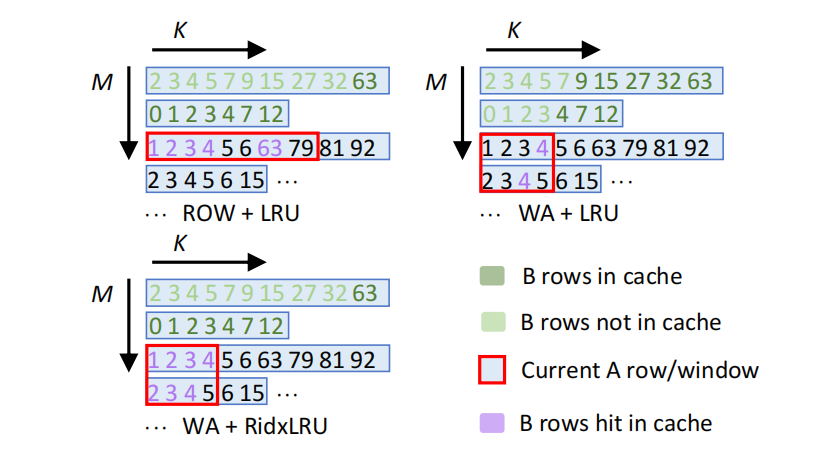 K
M
2 3 4 5 7 9 15 27 32 63
0 1 2 3 4 7 12
1 2 3 4 5 6 63 79 81 92
2 3 4 5 6 15 ...
... ROW + LRU
K
M
2 3 4 5 7 9 15 27 32 63
0 1 2 3 4 7 12
1 2 3 4 5 6 63 79 81 92
2 3 4 5 6 15 ...
... WA + LRU
K
M
2 3 4 5 7 9 15 27 32 63
0 1 2 3 4 7 12
1 2 3 4 5 6 63 79 81 92
2 3 4 5 6 15 ...
... WA + RidxLRU
B rows in cache
B rows not in cache
Current A row/window
B rows hit in cache